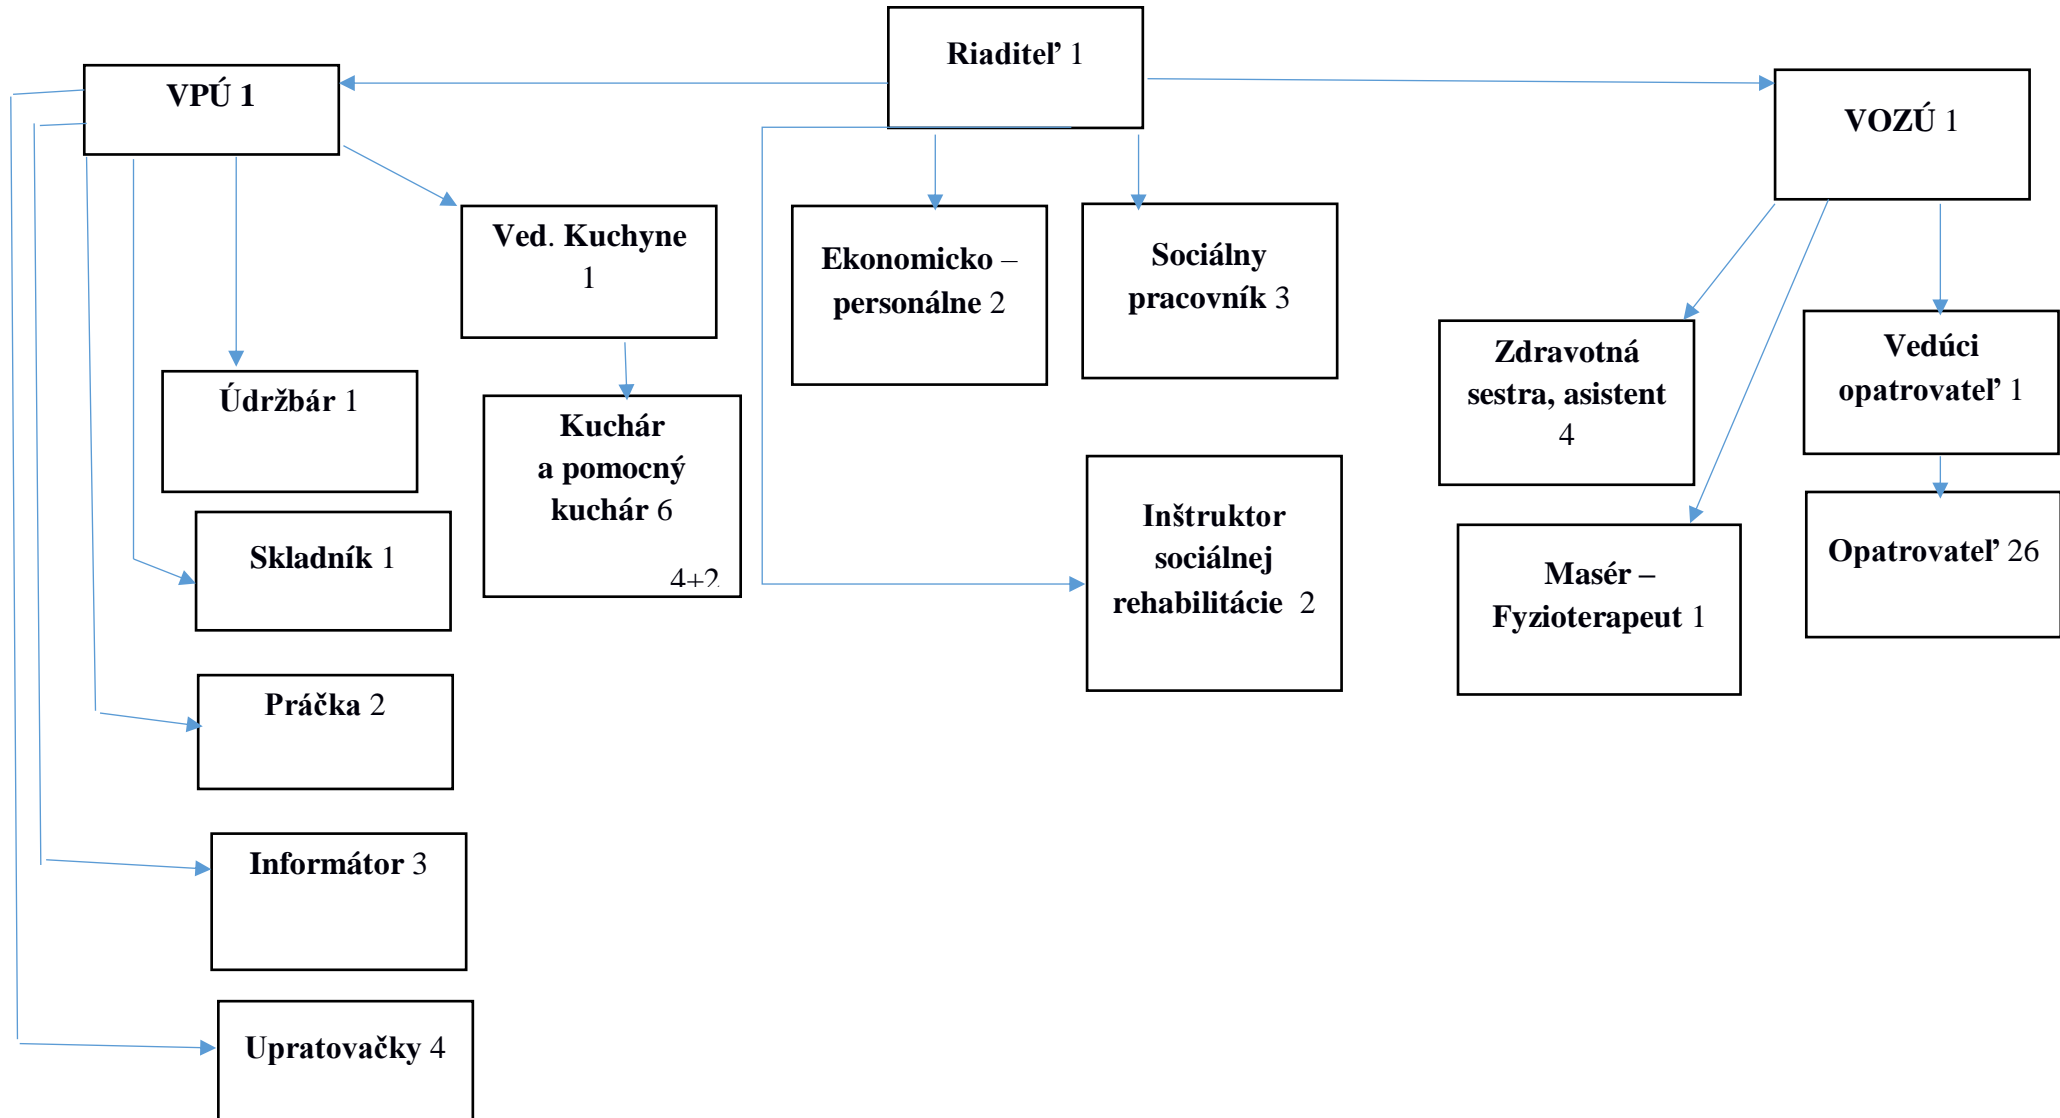 Riaditeľ 1
VPÚ 1
VOZÚ 1
Ved. Kuchyne
1
Ekonomicko –
personálne 2
Sociálny
pracovník 3
Zdravotná
sestra, asistent
4
Vedúci
opatrovateľ 1
Údržbár 1
Kuchár
a pomocný
kuchár 6
4+2
Inštruktor
sociálnej
rehabilitácie 2
Masér –
Fyzioterapeut 1
Opatrovateľ 26
Skladník 1
Práčka 2
Informátor 3
Upratovačky 4